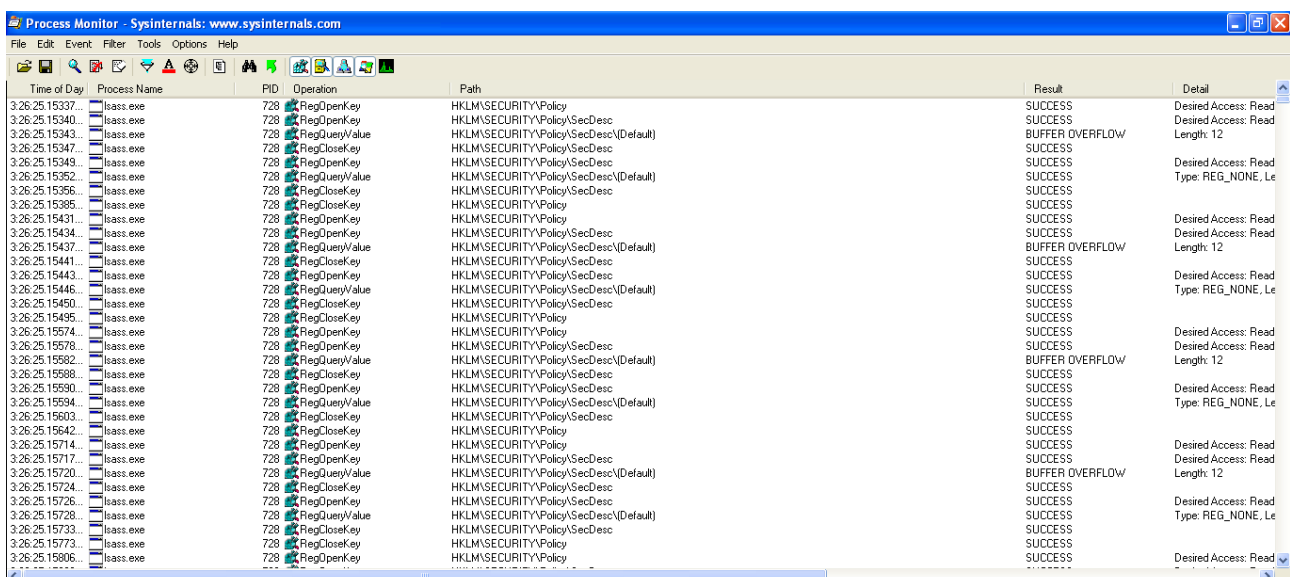 Process Monitor - Sysinternals: www.sysinternals.com
File Edit Event Filter Tools Options Help
Time of Day Process Name PID Operation Path Result Detail
3:26:25.15337... lsass.exe 728 RegOpenKey HKLM\SECURITY\Policy SUCCESS Desired Access: Read
3:26:25.15340... lsass.exe 728 RegOpenKey HKLM\SECURITY\Policy\SecDesc SUCCESS Desired Access: Read
3:26:25.15343... lsass.exe 728 RegQueryValue HKLM\SECURITY\Policy\SecDesc\(Default) BUFFER OVERFLOW Length: 12
3:26:25.15347... lsass.exe 728 RegCloseKey HKLM\SECURITY\Policy\SecDesc SUCCESS
3:26:25.15349... lsass.exe 728 RegOpenKey HKLM\SECURITY\Policy\SecDesc SUCCESS Desired Access: Read
3:26:25.15352... lsass.exe 728 RegQueryValue HKLM\SECURITY\Policy\SecDesc\(Default) SUCCESS Type: REG_NONE, Le
3:26:25.15356... lsass.exe 728 RegCloseKey HKLM\SECURITY\Policy\SecDesc SUCCESS
3:26:25.15385... lsass.exe 728 RegCloseKey HKLM\SECURITY\Policy SUCCESS
3:26:25.15431... lsass.exe 728 RegOpenKey HKLM\SECURITY\Policy SUCCESS Desired Access: Read
3:26:25.15434... lsass.exe 728 RegOpenKey HKLM\SECURITY\Policy\SecDesc SUCCESS Desired Access: Read
3:26:25.15437... lsass.exe 728 RegQueryValue HKLM\SECURITY\Policy\SecDesc\(Default) BUFFER OVERFLOW Length: 12
3:26:25.15441... lsass.exe 728 RegCloseKey HKLM\SECURITY\Policy\SecDesc SUCCESS
3:26:25.15443... lsass.exe 728 RegOpenKey HKLM\SECURITY\Policy\SecDesc SUCCESS Desired Access: Read
3:26:25.15446... lsass.exe 728 RegQueryValue HKLM\SECURITY\Policy\SecDesc\(Default) SUCCESS Type: REG_NONE, Le
3:26:25.15450... lsass.exe 728 RegCloseKey HKLM\SECURITY\Policy\SecDesc SUCCESS
3:26:25.15495... lsass.exe 728 RegCloseKey HKLM\SECURITY\Policy SUCCESS
3:26:25.15574... lsass.exe 728 RegOpenKey HKLM\SECURITY\Policy SUCCESS Desired Access: Read
3:26:25.15578... lsass.exe 728 RegOpenKey HKLM\SECURITY\Policy\SecDesc SUCCESS Desired Access: Read
3:26:25.15582... lsass.exe 728 RegQueryValue HKLM\SECURITY\Policy\SecDesc\(Default) BUFFER OVERFLOW Length: 12
3:26:25.15588... lsass.exe 728 RegCloseKey HKLM\SECURITY\Policy\SecDesc SUCCESS
3:26:25.15590... lsass.exe 728 RegOpenKey HKLM\SECURITY\Policy\SecDesc SUCCESS Desired Access: Read
3:26:25.15594... lsass.exe 728 RegQueryValue HKLM\SECURITY\Policy\SecDesc\(Default) SUCCESS Type: REG_NONE, Le
3:26:25.15603... lsass.exe 728 RegCloseKey HKLM\SECURITY\Policy\SecDesc SUCCESS
3:26:25.15642... lsass.exe 728 RegCloseKey HKLM\SECURITY\Policy SUCCESS
3:26:25.15714... lsass.exe 728 RegOpenKey HKLM\SECURITY\Policy SUCCESS Desired Access: Read
3:26:25.15717... lsass.exe 728 RegOpenKey HKLM\SECURITY\Policy\SecDesc SUCCESS Desired Access: Read
3:26:25.15720... lsass.exe 728 RegQueryValue HKLM\SECURITY\Policy\SecDesc\(Default) BUFFER OVERFLOW Length: 12
3:26:25.15724... lsass.exe 728 RegCloseKey HKLM\SECURITY\Policy\SecDesc SUCCESS
3:26:25.15726... lsass.exe 728 RegOpenKey HKLM\SECURITY\Policy\SecDesc SUCCESS Desired Access: Read
3:26:25.15728... lsass.exe 728 RegQueryValue HKLM\SECURITY\Policy\SecDesc\(Default) SUCCESS Type: REG_NONE, Le
3:26:25.15733... lsass.exe 728 RegCloseKey HKLM\SECURITY\Policy\SecDesc SUCCESS
3:26:25.15773... lsass.exe 728 RegCloseKey HKLM\SECURITY\Policy SUCCESS
3:26:25.15806... lsass.exe 728 RegOpenKey HKLM\SECURITY\Policy SUCCESS Desired Access: Read